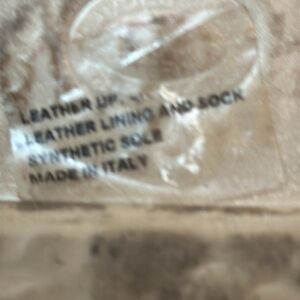 LEATHER UP
LEATHER LINING AND SOCK
SYNTHETIC SOLE
MADE IN ITALY